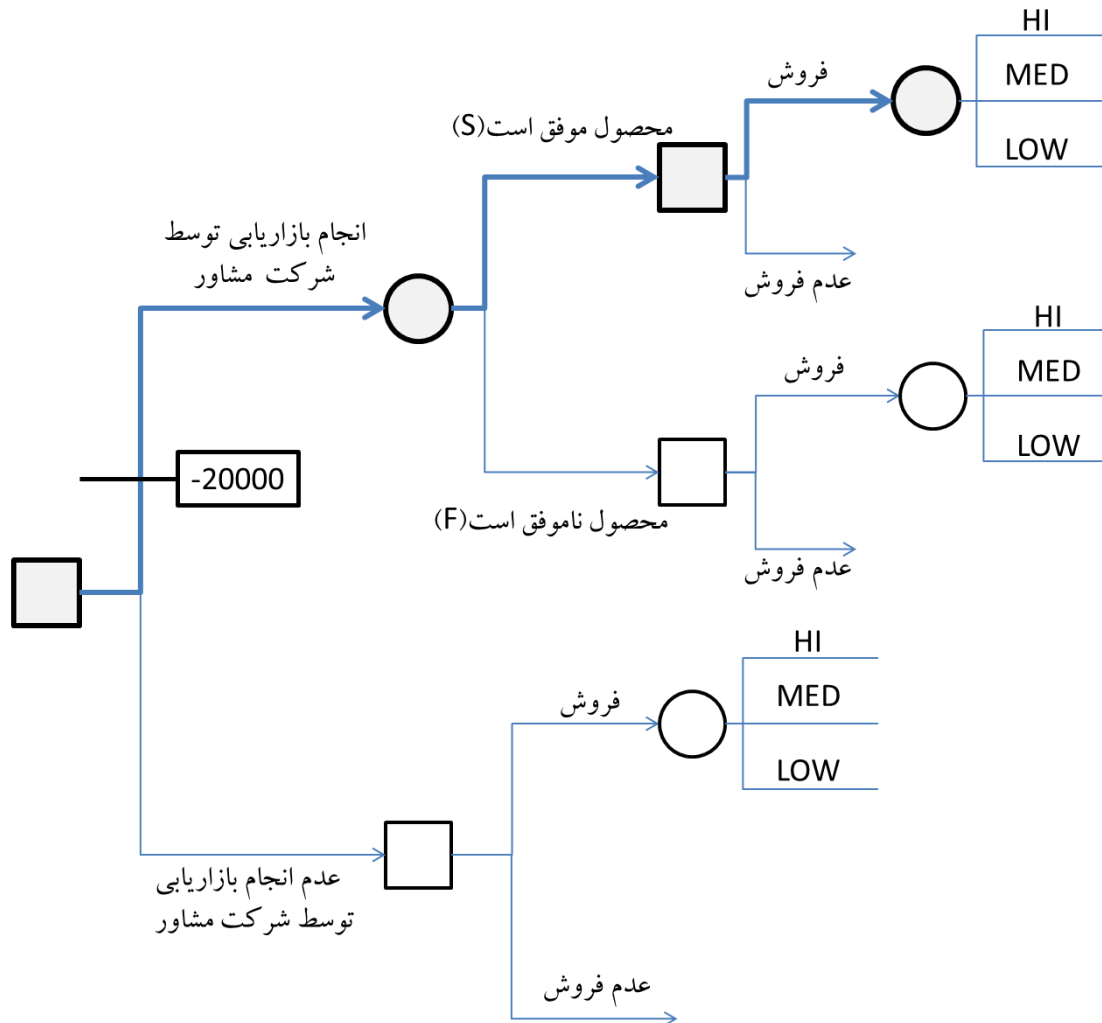 HI
فروش
MED
محصول موفق است(S)
LOW
انجام بازاریابی توسط
شرکت مشاور
عدم فروش
HI
فروش
MED
LOW
-20000
محصول ناموفق است(F)
عدم فروش
HI
فروش
MED
LOW
عدم انجام بازاریابی
توسط شرکت مشاور
عدم فروش